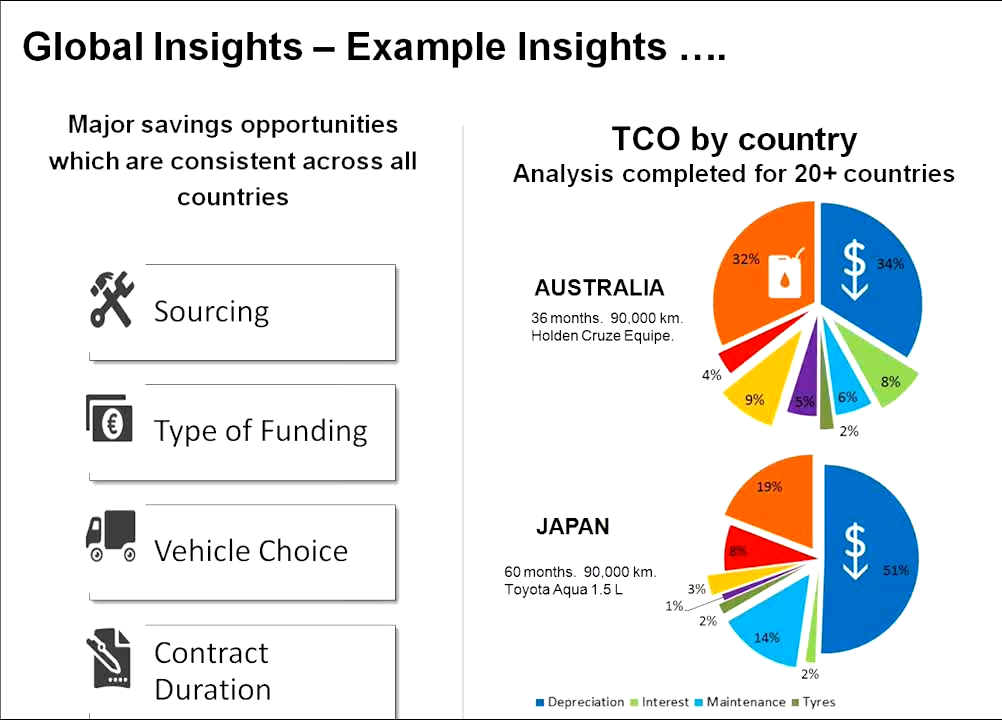 Global Insights – Example Insights ….
Major savings opportunities
which are consistent across all
countries
Sourcing
€
Type of Funding
Vehicle Choice
Contract
Duration
TCO by country
Analysis completed for 20+ countries
AUSTRALIA
36 months.  90,000 km.
Holden Cruze Equipe.
32%
$
34%
4%
9%
5%
6%
8%
2%
JAPAN
60 months.  90,000 km.
Toyota Aqua 1.5 L
19%
8%
$
51%
3%
1%
2%
14%
2%
Depreciation Interest Maintenance Tyres